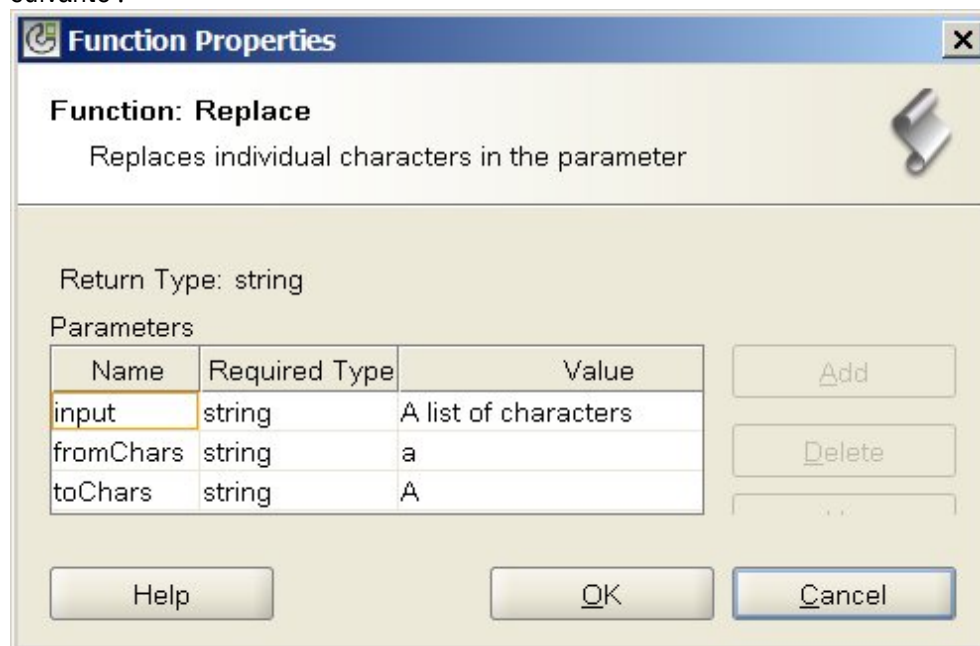 Function Properties
Function: Replace
Replaces individual characters in the parameter
Return Type: string
Parameters
Name Required Type Value
input string A list of characters
fromChars string a
toChars string A
Add
Delete
Help OK Cancel